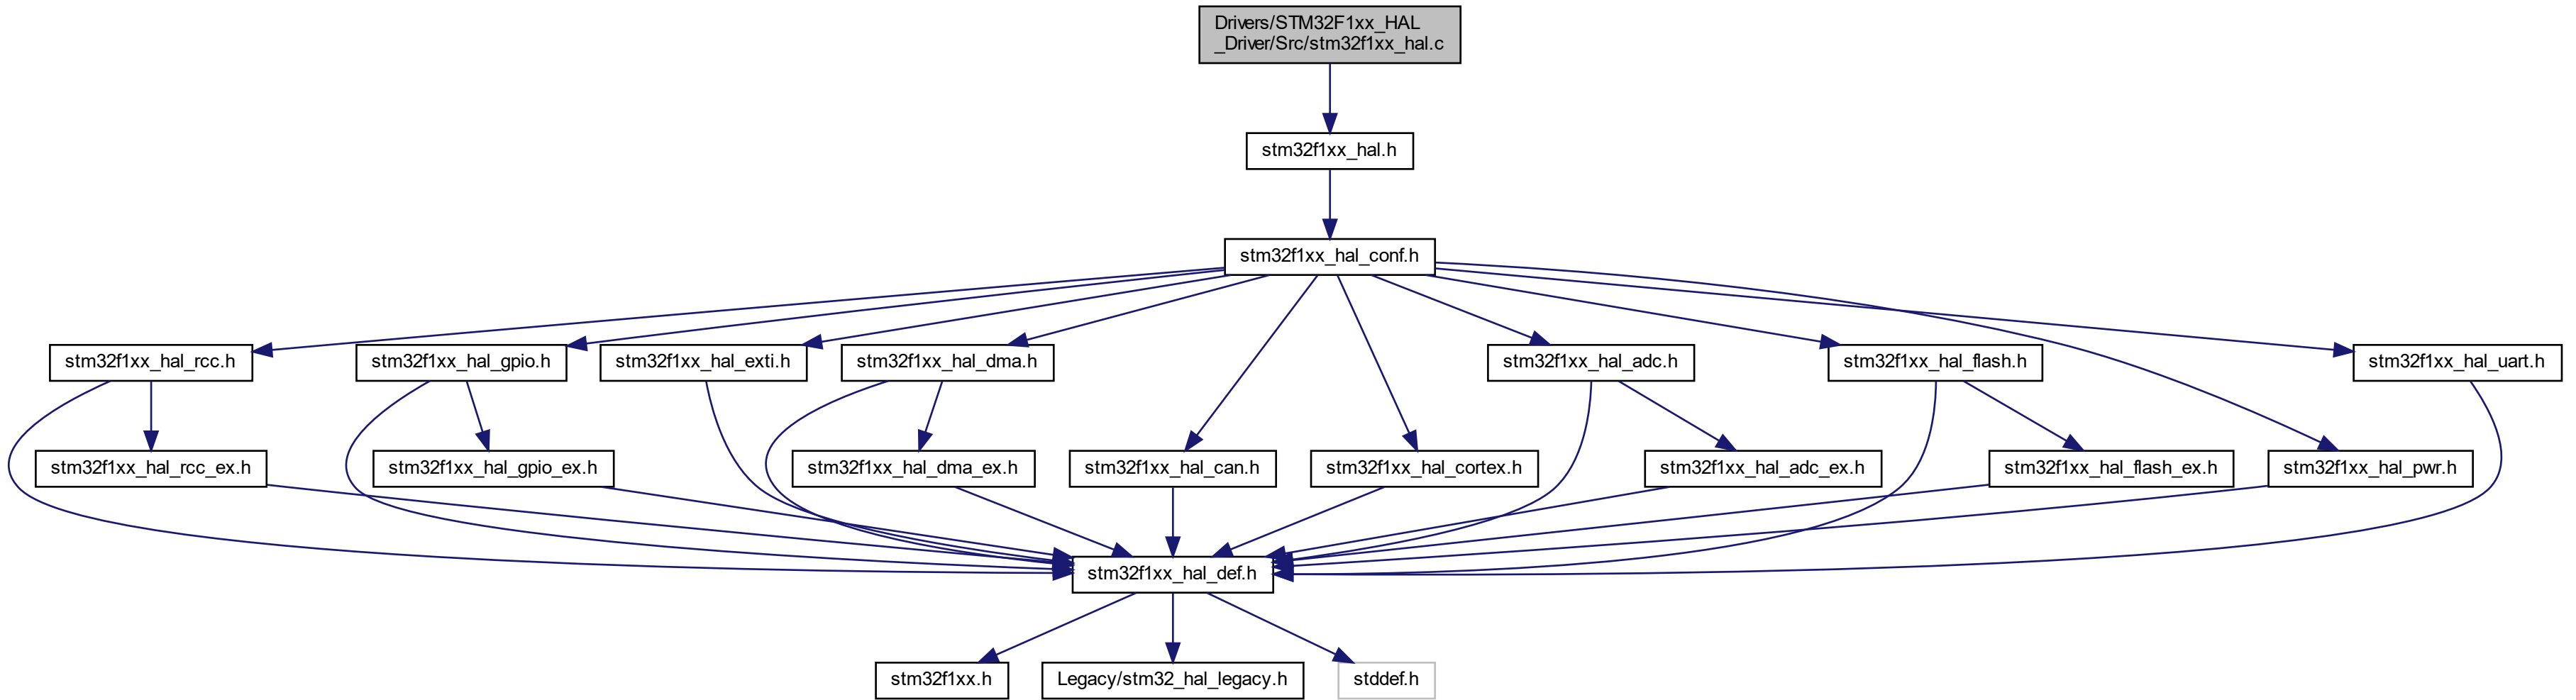 Drivers/STM32F1xx_HAL
_Driver/Src/stm32f1xx_hal.c
stm32f1xx_hal.h
stm32f1xx_hal_conf.h
stm32f1xx_hal_rcc.h
stm32f1xx_hal_gpio.h
stm32f1xx_hal_exti.h
stm32f1xx_hal_dma.h
stm32f1xx_hal_adc.h
stm32f1xx_hal_flash.h
stm32f1xx_hal_uart.h
stm32f1xx_hal_rcc_ex.h
stm32f1xx_hal_gpio_ex.h
stm32f1xx_hal_dma_ex.h
stm32f1xx_hal_can.h
stm32f1xx_hal_cortex.h
stm32f1xx_hal_adc_ex.h
stm32f1xx_hal_flash_ex.h
stm32f1xx_hal_pwr.h
stm32f1xx_hal_def.h
stm32f1xx.h
Legacy/stm32_hal_legacy.h
stddef.h